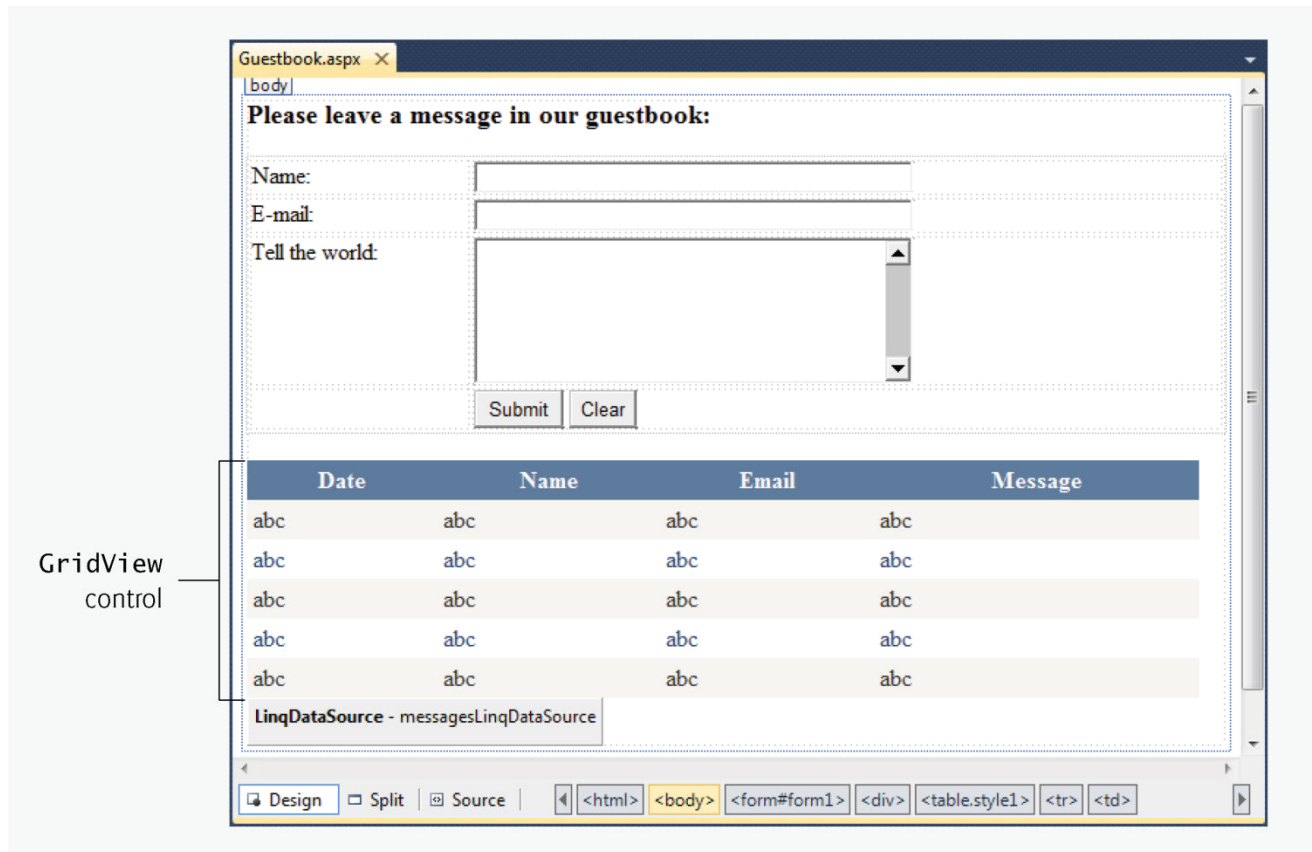 Guestbook.aspx
body
Please leave a message in our guestbook:
Name:
E-mail:
Tell the world:
Submit Clear
Date Name Email Message
abc abc abc abc
abc abc abc abc
abc abc abc abc
abc abc abc abc
abc abc abc abc
GridView
control
LinqDataSource - messagesLinqDataSource
Design Split Source <html> <body> <form#form1> <div> <table.style1> <tr> <td>